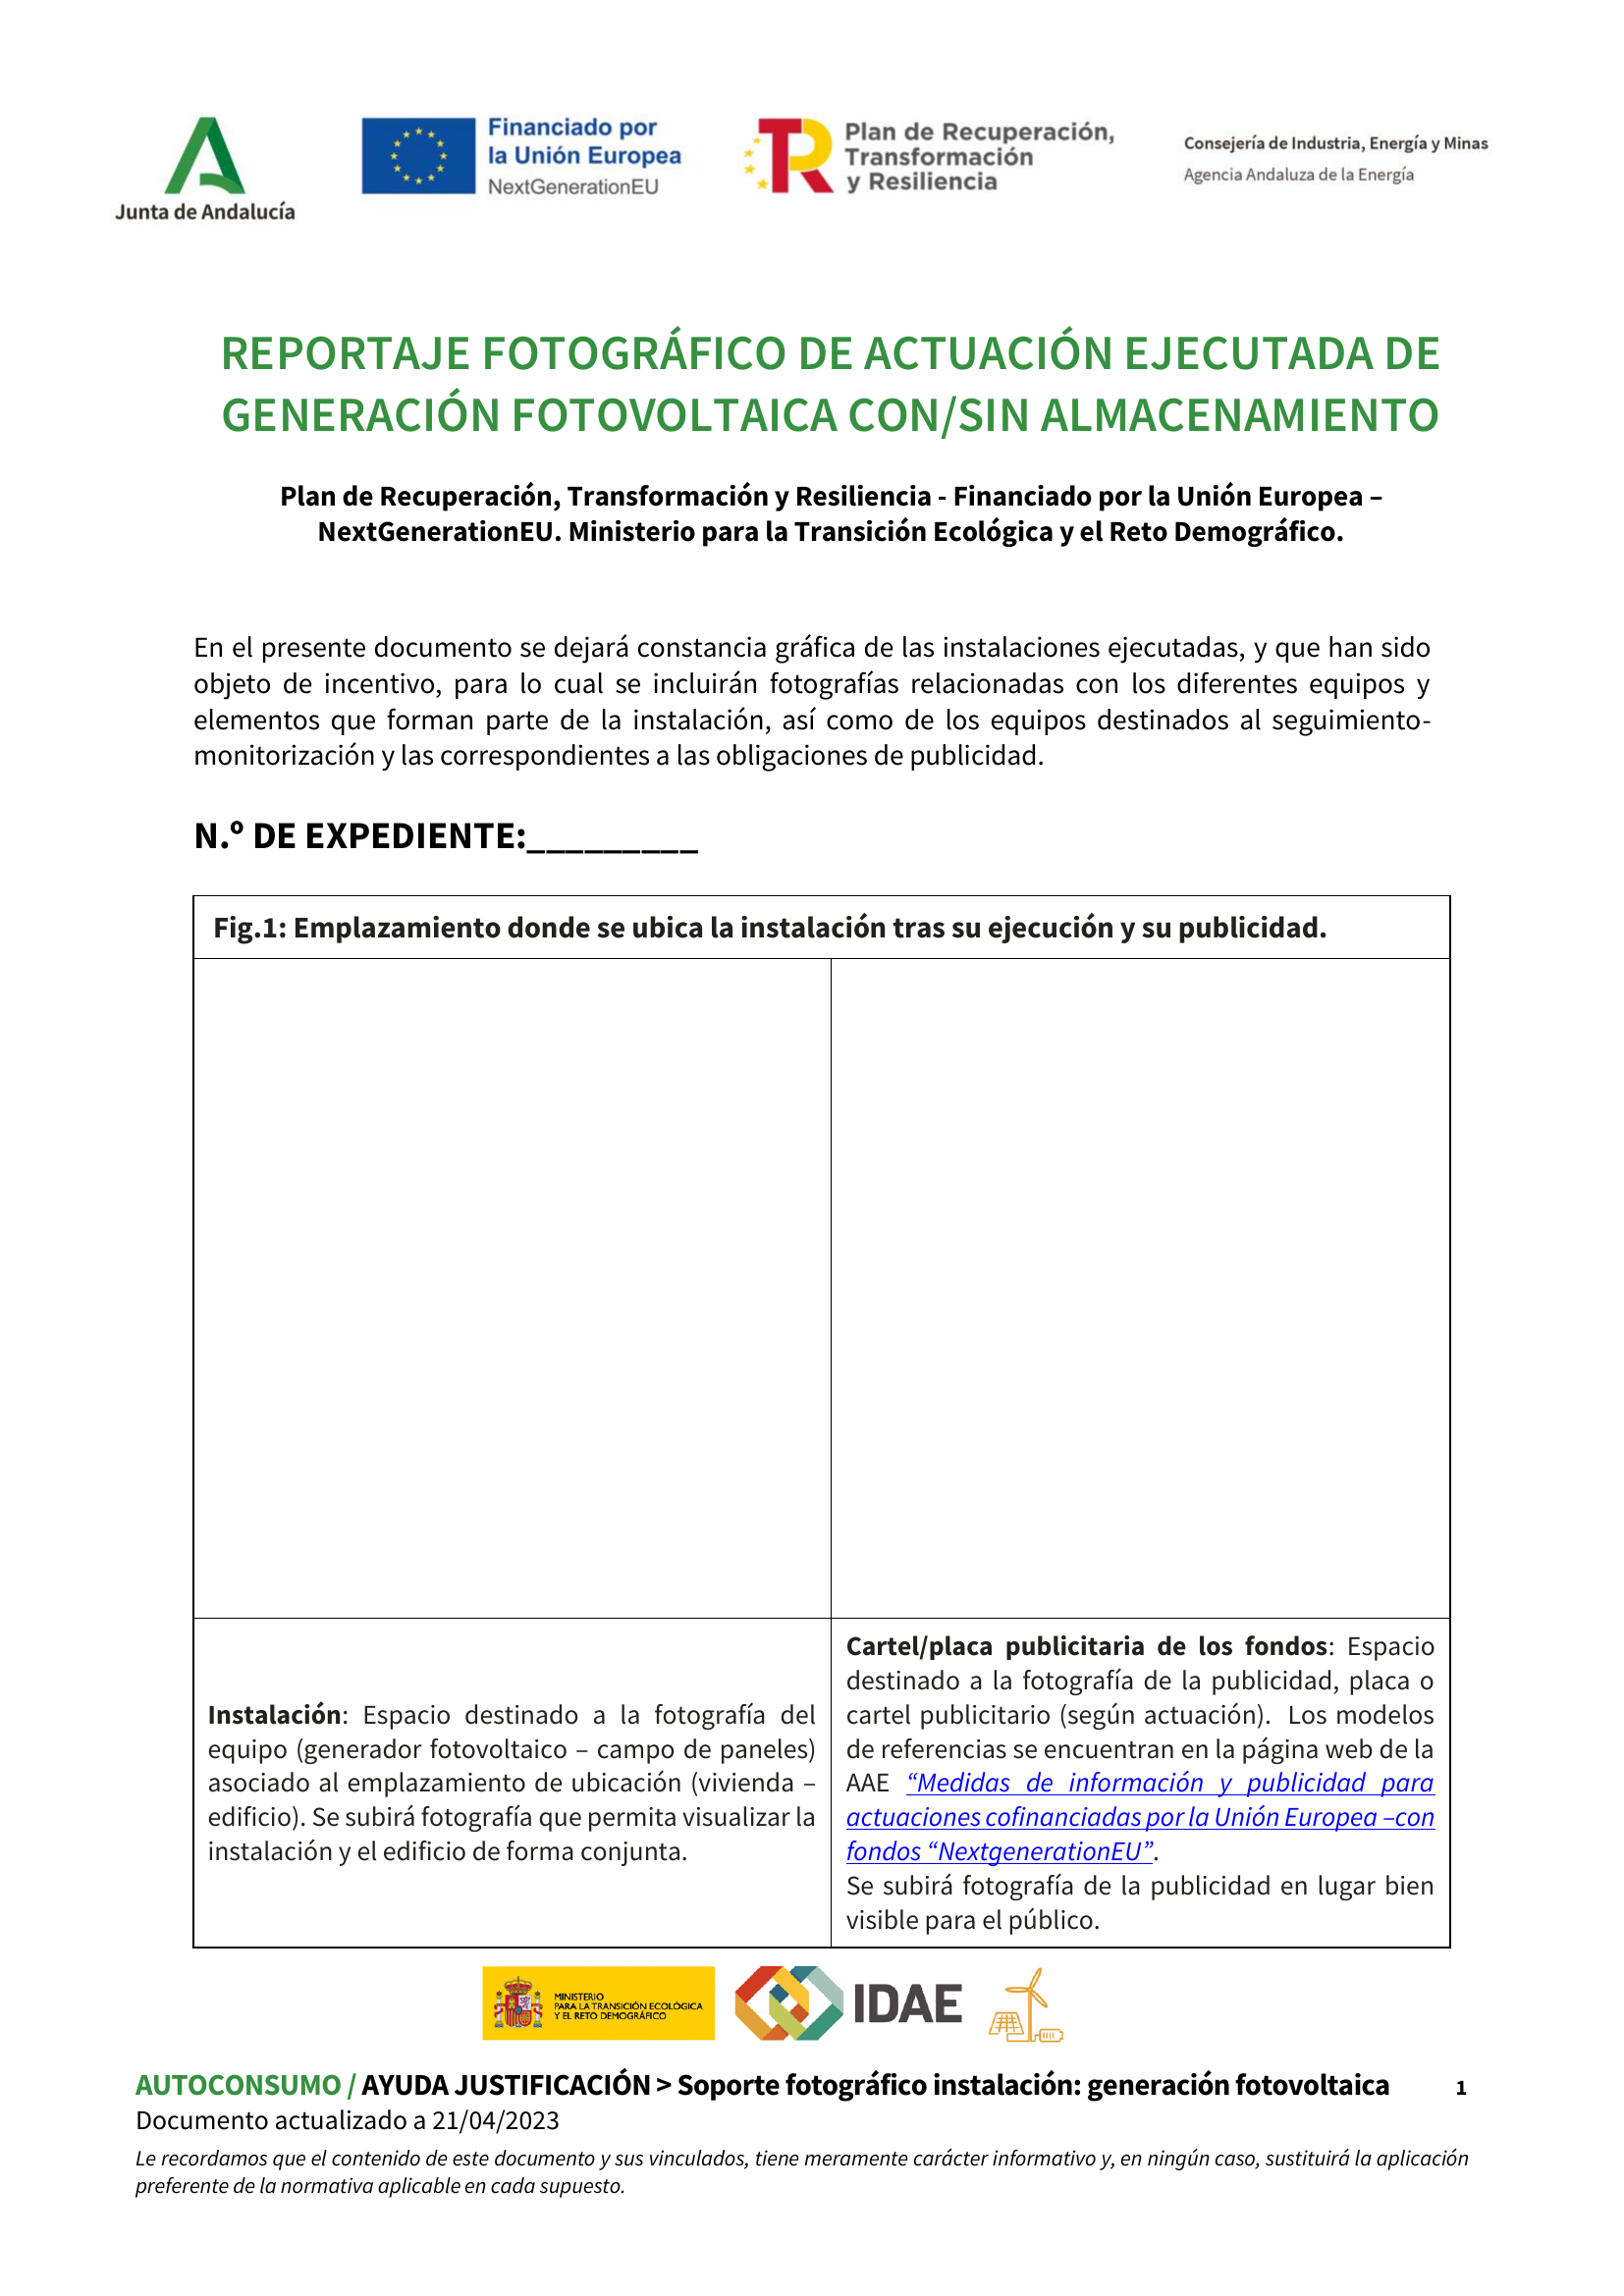 Junta de Andalucía
Financiado por
la Unión Europea
NextGenerationEU
Plan de Recuperación,
Transformación
y Resiliencia
Consejería de Industria, Energía y Minas
Agencia Andaluza de la Energía
REPORTAJE FOTOGRÁFICO DE ACTUACIÓN EJECUTADA DE
GENERACIÓN FOTOVOLTAICA CON/SIN ALMACENAMIENTO
Plan de Recuperación, Transformación y Resiliencia - Financiado por la Unión Europea –
NextGenerationEU. Ministerio para la Transición Ecológica y el Reto Demográfico.
En el presente documento se dejará constancia gráfica de las instalaciones ejecutadas, y que han sido
objeto de incentivo, para lo cual se incluirán fotografías relacionadas con los diferentes equipos y
elementos que forman parte de la instalación, así como de los equipos destinados al seguimiento-
monitorización y las correspondientes a las obligaciones de publicidad.
N.º DE EXPEDIENTE:_________
Fig.1: Emplazamiento donde se ubica la instalación tras su ejecución y su publicidad.
Instalación: Espacio destinado a la fotografía del
equipo (generador fotovoltaico – campo de paneles)
asociado al emplazamiento de ubicación (vivienda –
edificio). Se subirá fotografía que permita visualizar la
instalación y el edificio de forma conjunta.
Cartel/placa publicitaria de los fondos: Espacio
destinado a la fotografía de la publicidad, placa o
cartel publicitario (según actuación). Los modelos
de referencias se encuentran en la página web de la
AAE “Medidas de información y publicidad para
actuaciones cofinanciadas por la Unión Europea –con
fondos “NextgenerationEU”.
Se subirá fotografía de la publicidad en lugar bien
visible para el público.
MINISTERIO
PARA LA TRANSICIÓN ECOLÓGICA
Y EL RETO DEMOGRÁFICO
IDAE
AUTOCONSUMO / AYUDA JUSTIFICACIÓN > Soporte fotográfico instalación: generación fotovoltaica 1
Documento actualizado a 21/04/2023
Le recordamos que el contenido de este documento y sus vinculados, tiene meramente carácter informativo y, en ningún caso, sustituirá la aplicación
preferente de la normativa aplicable en cada supuesto.